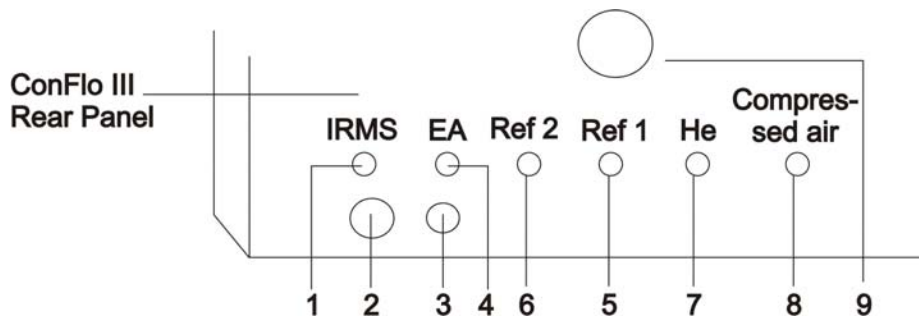 ConFlo III
Rear Panel
IRMS EA Ref 2 Ref 1 He Compres-
sed air
1 2 3 4 6 5 7 8 9